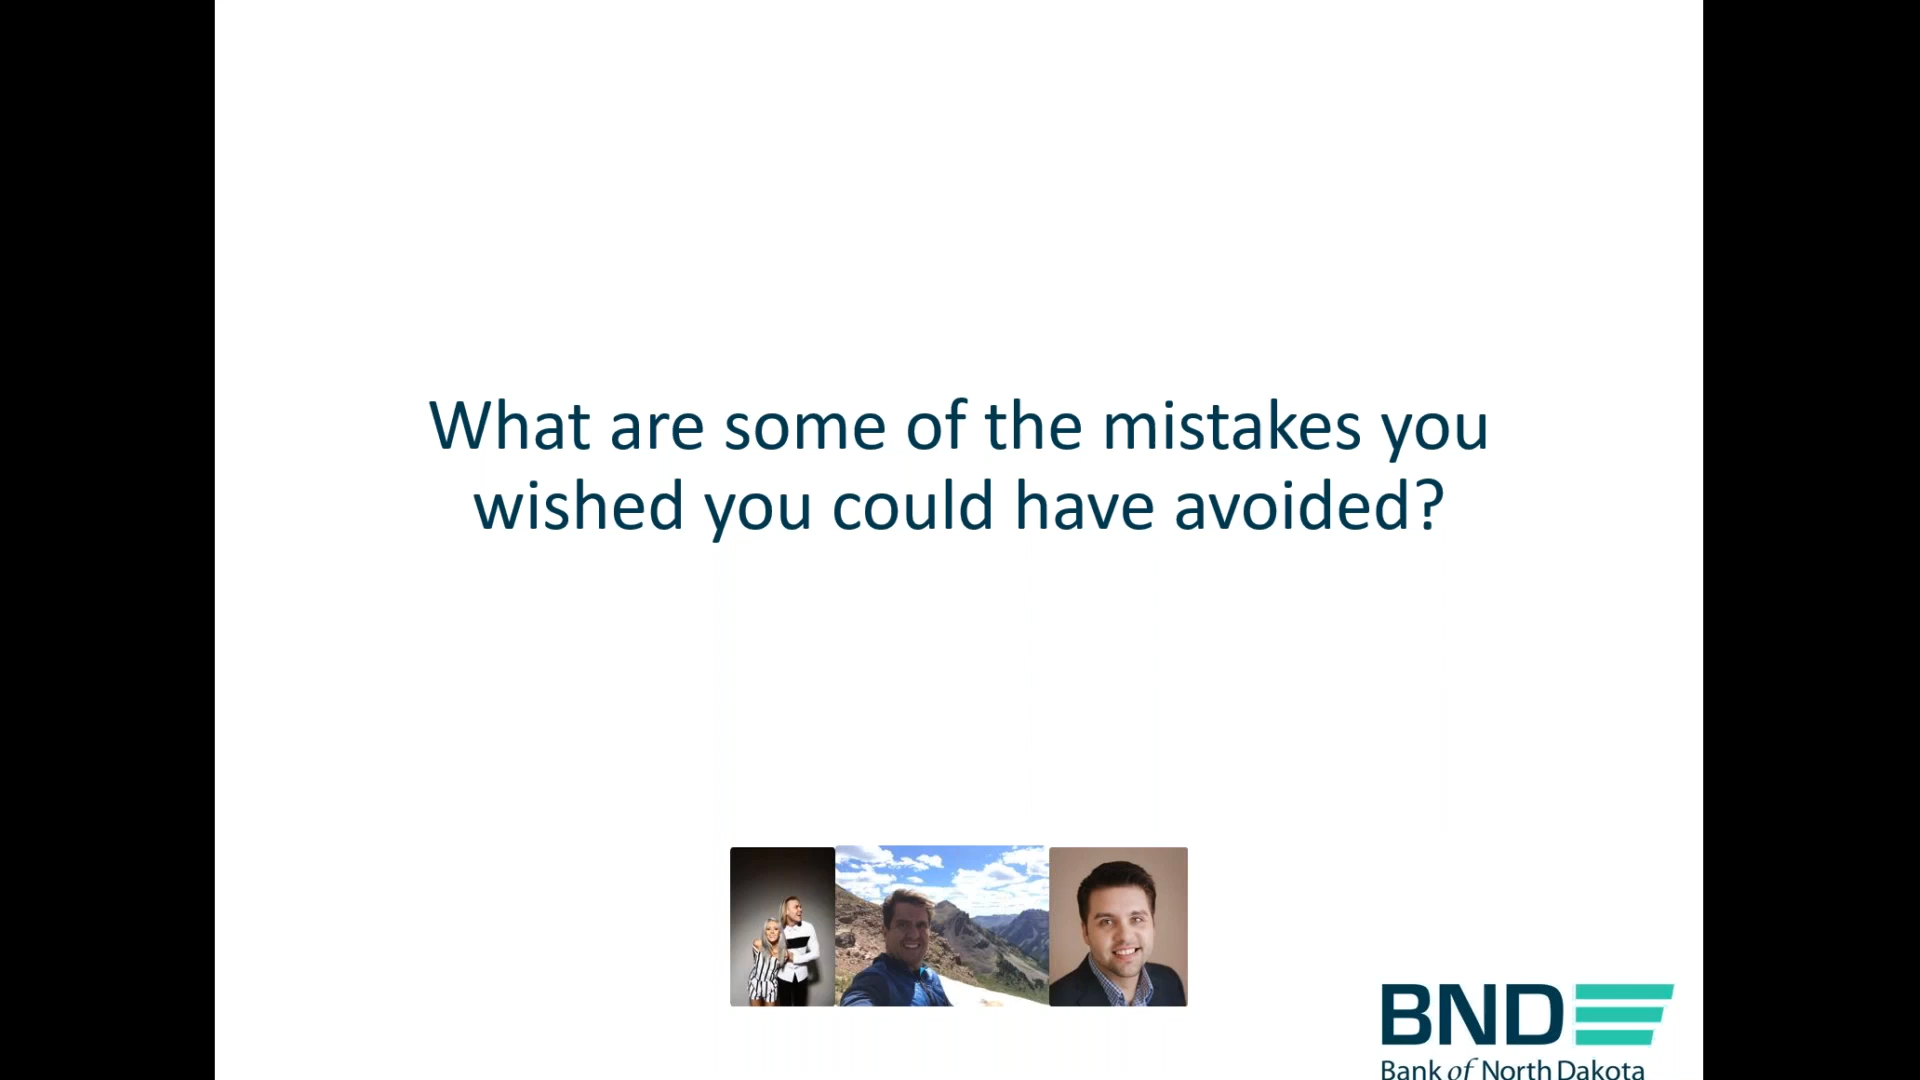 What are some of the mistakes you
wished you could have avoided?
BND
Bank of North Dakota